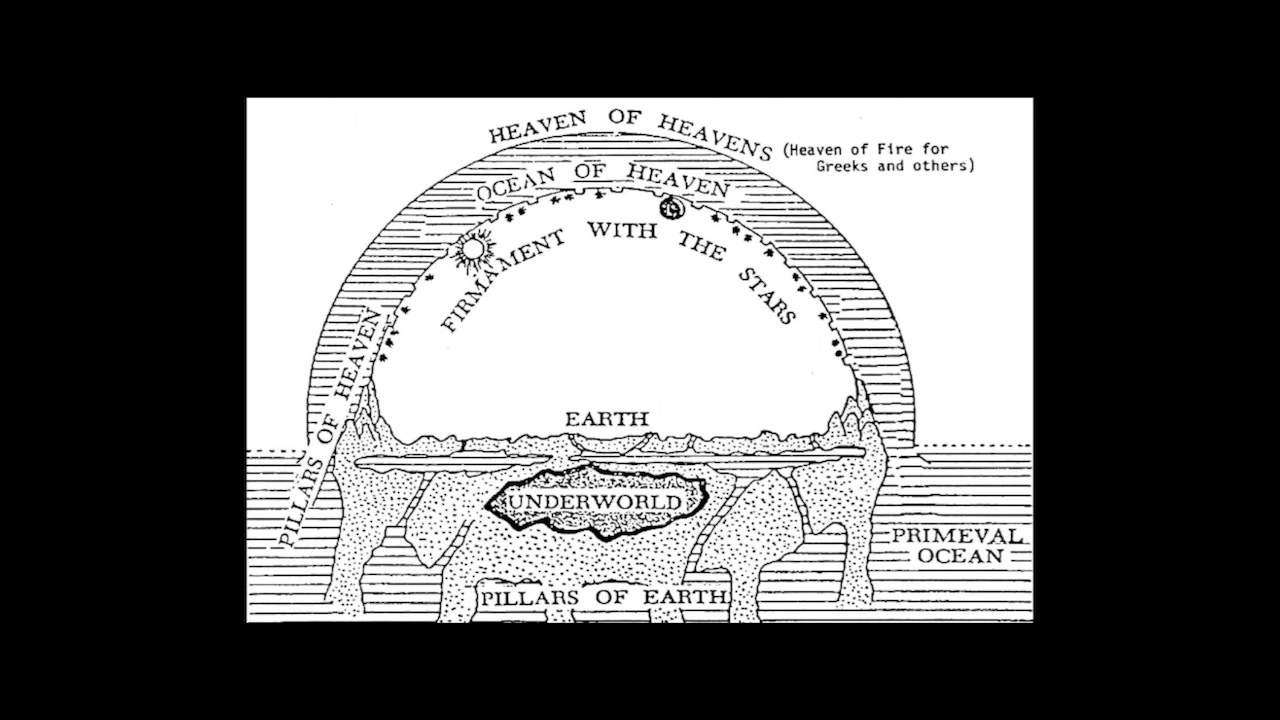 HEAVEN OF HEAVENS
(Heaven of Fire for
Greeks and others)
OCEAN OF HEAVEN
FIRMAMENT WITH THE STARS
PILLARS OF HEAVEN
EARTH
UNDERWORLD
PRIMEVAL
OCEAN
PILLARS OF EARTH